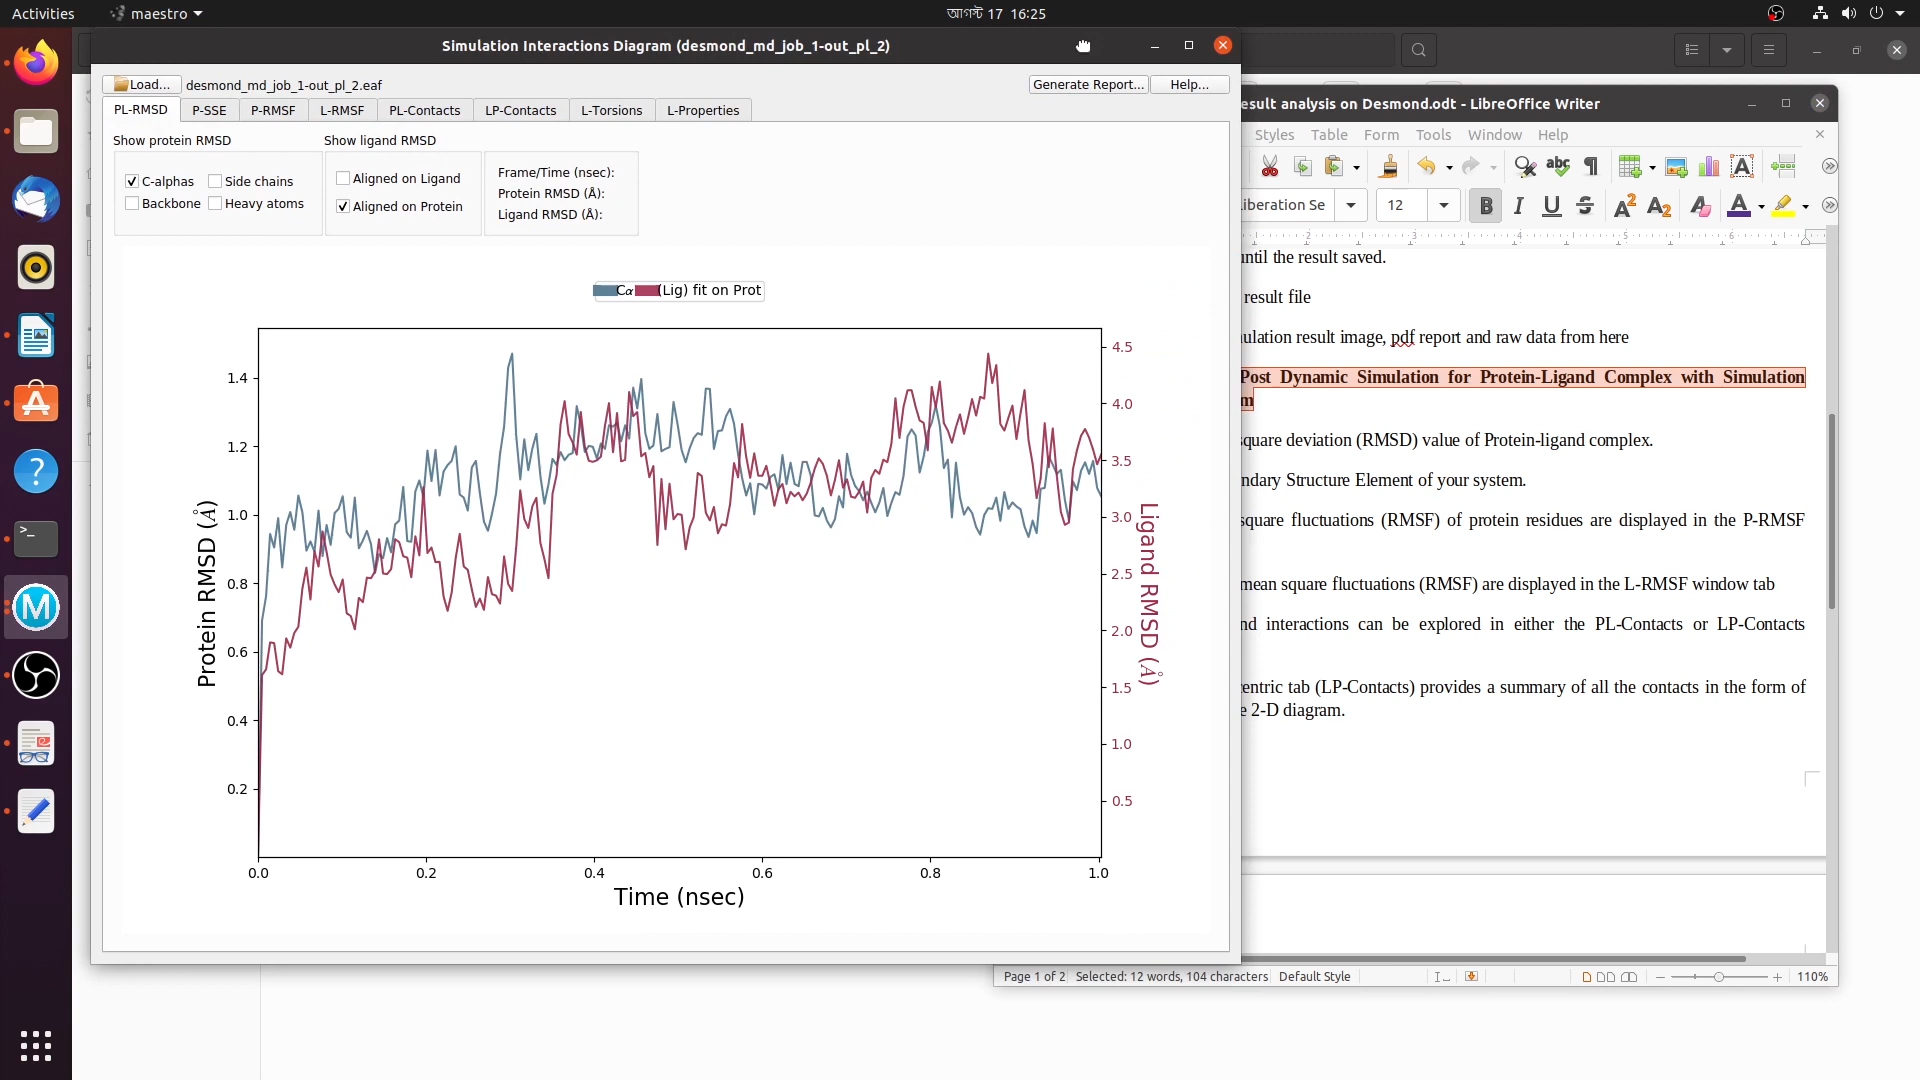 Activities
maestro
আগস্ট 17 16:25
Simulation Interactions Diagram (desmond_md_job_1-out_pl_2)
Load...
desmond_md_job_1-out_pl_2.eaf
Generate Report...
Help...
PL-RMSD
P-SSE
P-RMSF
L-RMSF
PL-Contacts
LP-Contacts
L-Torsions
L-Properties
Show protein RMSD
Show ligand RMSD
C-alphas
Side chains
Backbone
Heavy atoms
Aligned on Ligand
Aligned on Protein
Frame/Time (nsec):
Protein RMSD (Å):
Ligand RMSD (Å):
Cα
(Lig) fit on Prot
Protein RMSD (Å)
1.4
1.2
1.0
0.8
0.6
0.4
0.2
4.5
4.0
3.5
3.0
2.5
2.0
1.5
1.0
0.5
Ligand RMSD (Å)
0.0
0.2
0.4
0.6
0.8
1.0
Time (nsec)
esult analysis on Desmond.odt - LibreOffice Writer
Styles
Table
Form
Tools
Window
Help
iberation Se
12
2
3
4
5
6
until the result saved.
result file
ulation result image, pdf report and raw data from here
Post Dynamic Simulation for Protein-Ligand Complex with Simulation
m
square deviation (RMSD) value of Protein-ligand complex.
ndary Structure Element of your system.
square fluctuations (RMSF) of protein residues are displayed in the P-RMSF
mean square fluctuations (RMSF) are displayed in the L-RMSF window tab
nd interactions can be explored in either the PL-Contacts or LP-Contacts
entric tab (LP-Contacts) provides a summary of all the contacts in the form of
e 2-D diagram.
Page 1 of 2
Selected: 12 words, 104 characters
Default Style
110%